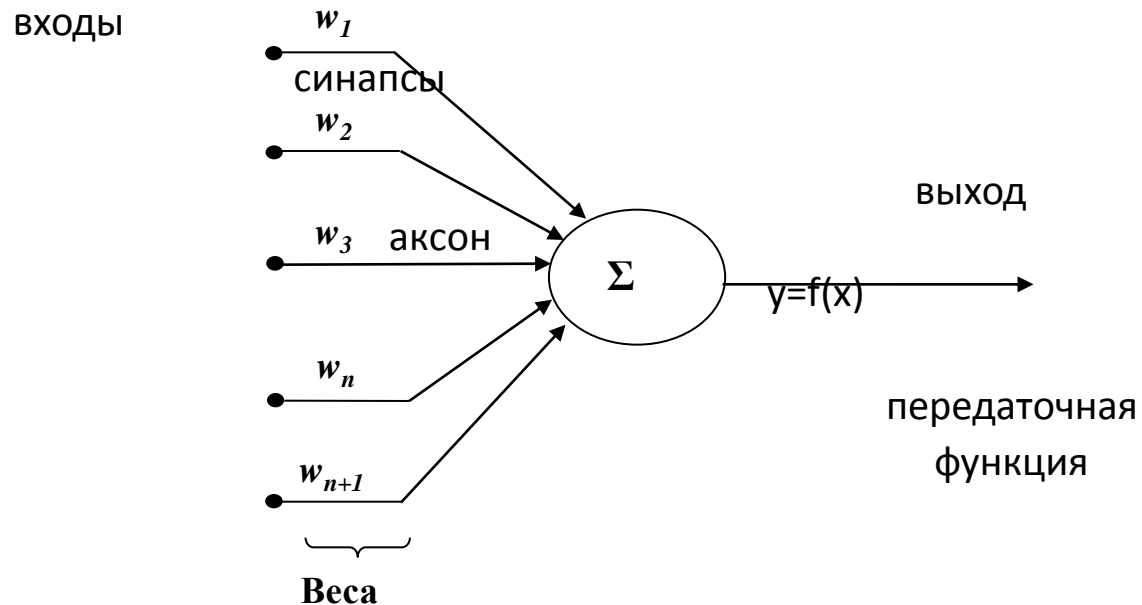 входы
w1
синапсы
w2
выход
w3 аксон
Σ
y=f(x)
wn
передаточная
функция
wn+1
Веса